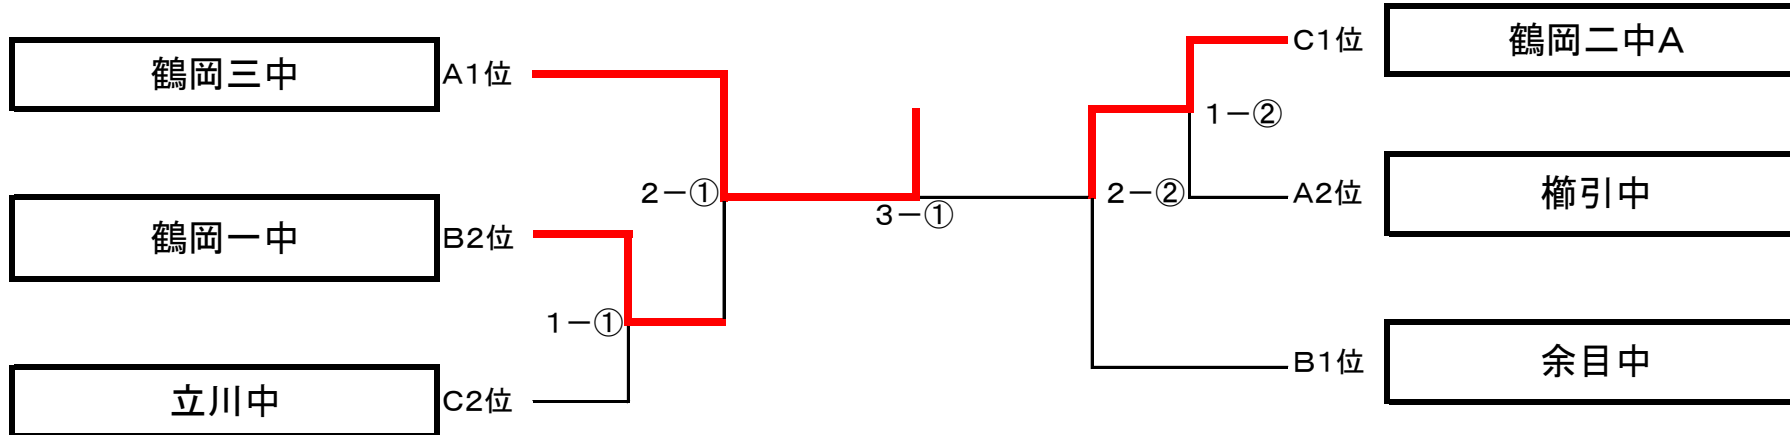 鶴岡三中
A1位
鶴岡一中
B2位
立川中
C2位
1－①
2－①
3－①
2－②
1－②
C1位
鶴岡二中A
A2位
櫛引中
B1位
余目中